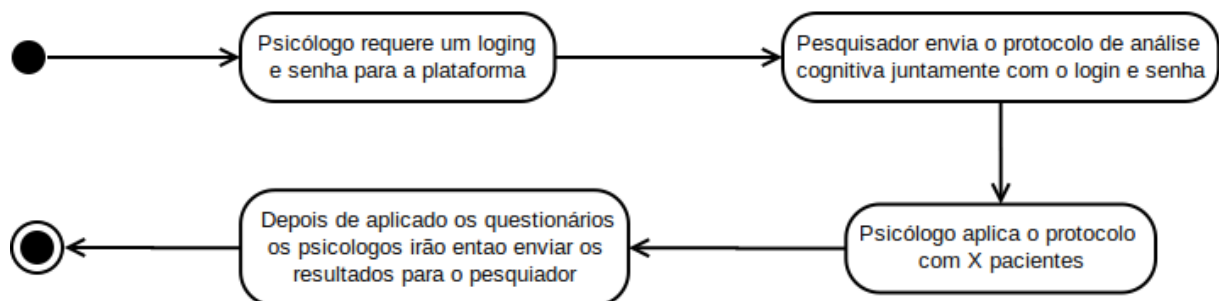 Psicólogo requere um loging
e senha para a plataforma
Pesquisador envia o protocolo de análise
cognitiva juntamente com o login e senha
Psicólogo aplica o protocolo
com X pacientes
Depois de aplicado os questionários
os psicologos irão entao enviar os
resultados para o pesquiador